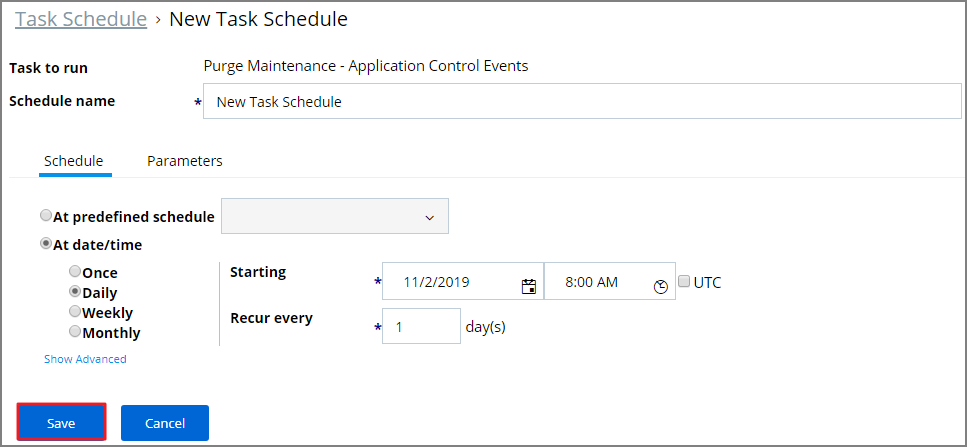 Task Schedule › New Task Schedule
Task to run Purge Maintenance - Application Control Events
Schedule name * New Task Schedule
Schedule Parameters
At predefined schedule
At date/time
Once
Daily
Weekly
Monthly
Starting * 11/2/2019 8:00 AM UTC
Recur every * 1 day(s)
Show Advanced
Save Cancel